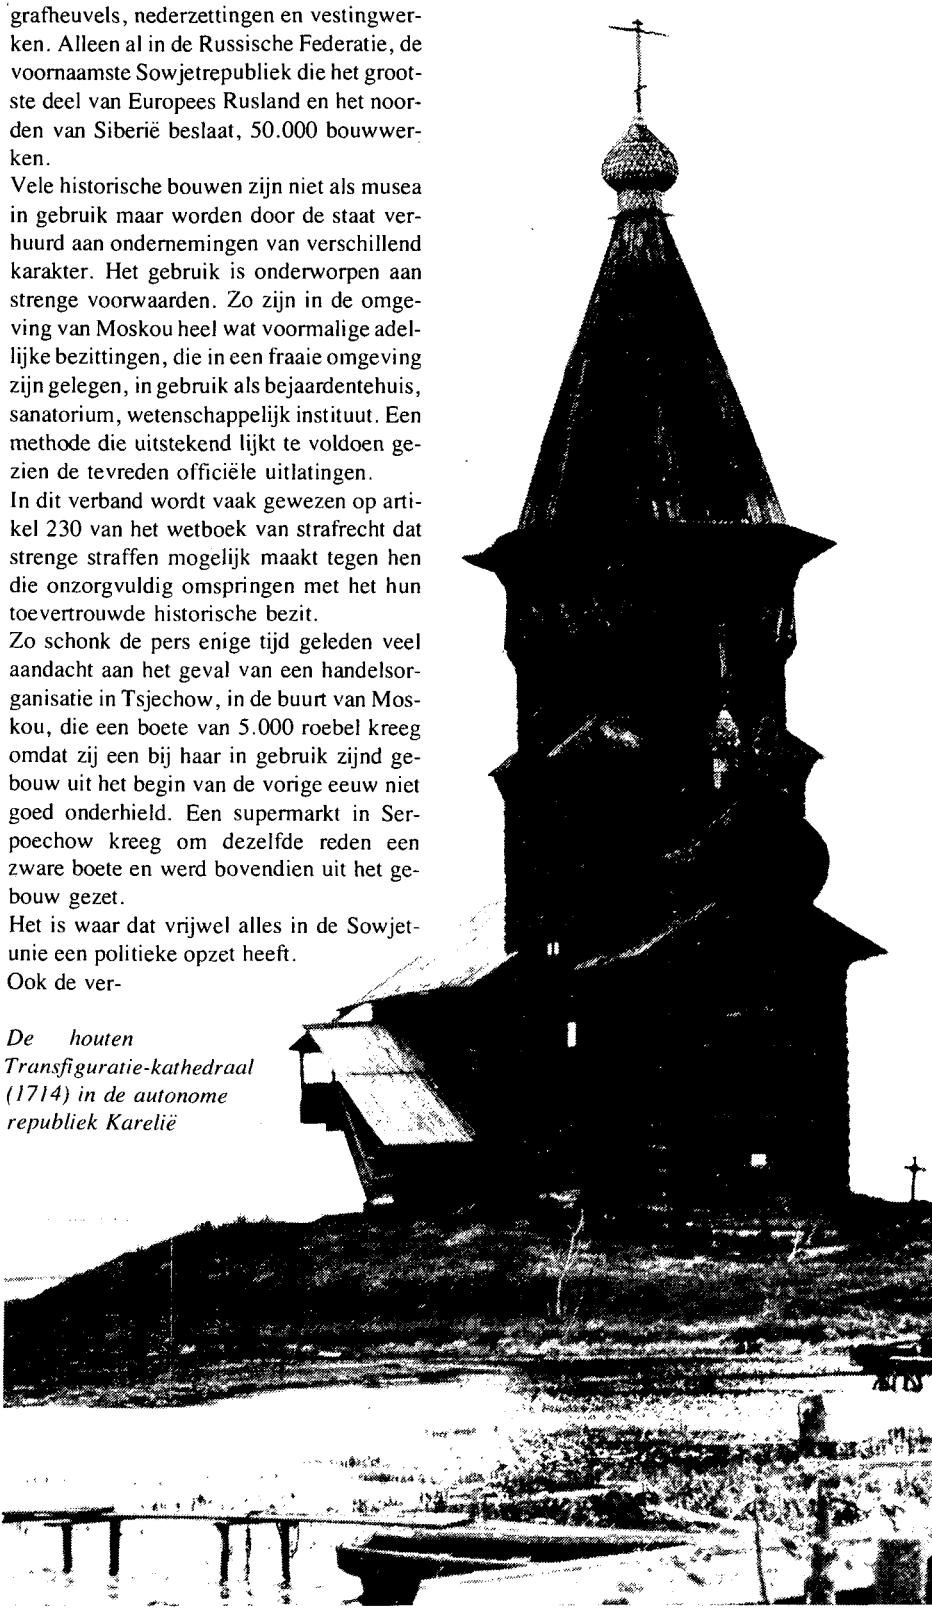 grafheuvels, nederzettingen en vestingwer-
ken. Alleen al in de Russische Federatie, de
voornaamste Sowjetrepubliek die het groot-
ste deel van Europees Rusland en het noor-
den van Siberië beslaat, 50.000 bouwwer-
ken.
Vele historische bouwen zijn niet als musea
in gebruik maar worden door de staat ver-
huurd aan ondernemingen van verschillend
karakter. Het gebruik is onderworpen aan
strenge voorwaarden. Zo zijn in de omge-
ving van Moskou heel wat voormalige adel-
lijke bezittingen, die in een fraaie omgeving
zijn gelegen, in gebruik als bejaardentehuis,
sanatorium, wetenschappelijk instituut. Een
methode die uitstekend lijkt te voldoen ge-
zien de tevreden officiële uitlatingen.
In dit verband wordt vaak gewezen op arti-
kel 230 van het wetboek van strafrecht dat
strenge straffen mogelijk maakt tegen hen
die onzorgvuldig omspringen met het hun
toevertrouwde historische bezit.
Zo schonk de pers enige tijd geleden veel
aandacht aan het geval van een handelsor-
ganisatie in Tsjechow, in de buurt van Mos-
kou, die een boete van 5.000 roebel kreeg
omdat zij een bij haar in gebruik zijnd ge-
bouw uit het begin van de vorige eeuw niet
goed onderhield. Een supermarkt in Ser-
poechow kreeg om dezelfde reden een
zware boete en werd bovendien uit het ge-
bouw gezet.
Het is waar dat vrijwel alles in de Sowjet-
unie een politieke opzet heeft.
Ook de ver-
De houten
Transfiguratie-kathedraal
(1714) in de autonome
republiek Karelië